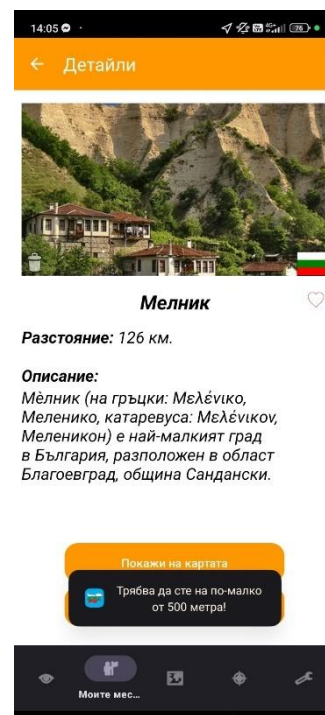 14:05
76
Детайли
Мелник
Разстояние: 126 км.
Описание:
Мѐлник (на гръцки: Μελένικο,
Меленико, катаревуса: Μελένικον,
Меленикон) е най-малкият град
в България, разположен в област
Благоевград, община Сандански.
Покажи на картата
Трябва да сте на по-малко
от 500 метра!
Моите мес...